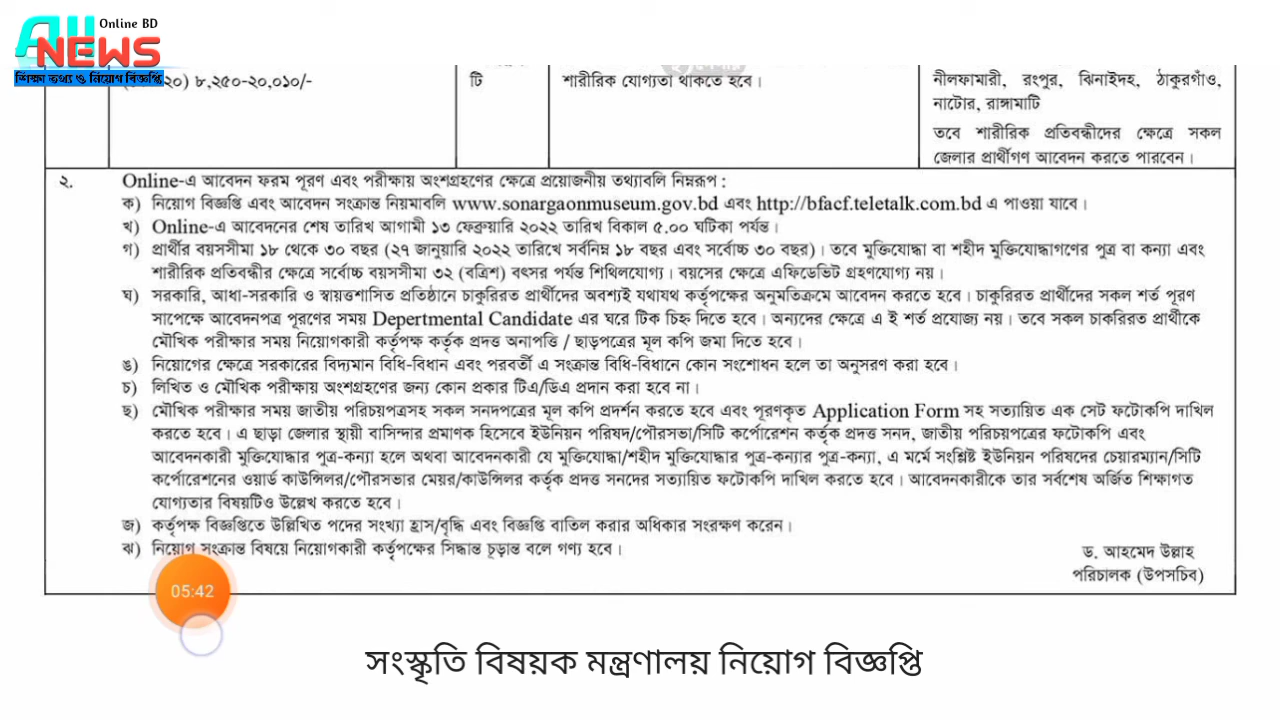 All
Online BD
NEWS
শিক্ষা তথ্য ও নিয়োগ বিজ্ঞপ্তি
২০) ৮,২৫০-২০,০১০/-
টি
শারীরিক যোগ্যতা থাকতে হবে।
নীলফামারী, রংপুর, ঝিনাইদহ, ঠাকুরগাঁও,
নাটোর, রাঙ্গামাটি
তবে শারীরিক প্রতিবন্ধীদের ক্ষেত্রে সকল
জেলার প্রার্থীগণ আবেদন করতে পারবেন।
২. Online-এ আবেদন ফরম পূরণ এবং পরীক্ষায় অংশগ্রহণের ক্ষেত্রে প্রয়োজনীয় তথ্যাবলি নিম্নরূপ :
ক) নিয়োগ বিজ্ঞপ্তি এবং আবেদন সংক্রান্ত নিয়মাবলি www.sonargaonmuseum.gov.bd এবং http://bfacf.teletalk.com.bd এ পাওয়া যাবে।
খ) Online-এ আবেদনের শেষ তারিখ আগামী ১৩ ফেব্রুয়ারি ২০২২ তারিখ বিকাল ৫.০০ ঘটিকা পর্যন্ত।
গ) প্রার্থীর বয়সসীমা ১৮ থেকে ৩০ বছর (২৭ জানুয়ারি ২০২২ তারিখে সর্বনিম্ন ১৮ বছর এবং সর্বোচ্চ ৩০ বছর)। তবে মুক্তিযোদ্ধা বা শহীদ মুক্তিযোদ্ধাগণের পুত্র বা কন্যা এবং
শারীরিক প্রতিবন্ধীর ক্ষেত্রে সর্বোচ্চ বয়সসীমা ৩২ (বত্রিশ) বৎসর পর্যন্ত শিথিলযোগ্য। বয়সের ক্ষেত্রে এফিডেভিট গ্রহণযোগ্য নয়।
ঘ) সরকারি, আধা-সরকারি ও স্বায়ত্তশাসিত প্রতিষ্ঠানে চাকুরিরত প্রার্থীদের অবশ্যই যথাযথ কর্তৃপক্ষের অনুমতিক্রমে আবেদন করতে হবে। চাকুরিরত প্রার্থীদের সকল শর্ত পূরণ
সাপেক্ষে আবেদনপত্র পূরণের সময় Depertmental Candidate এর ঘরে টিক চিহ্ন দিতে হবে। অন্যদের ক্ষেত্রে এ ই শর্ত প্রযোজ্য নয়। তবে সকল চাকরিরত প্রার্থীকে
মৌখিক পরীক্ষার সময় নিয়োগকারী কর্তৃপক্ষ কর্তৃক প্রদত্ত অনাপত্তি / ছাড়পত্রের মূল কপি জমা দিতে হবে।
ঙ) নিয়োগের ক্ষেত্রে সরকারের বিদ্যমান বিধি-বিধান এবং পরবর্তী এ সংক্রান্ত বিধি-বিধানে কোন সংশোধন হলে তা অনুসরণ করা হবে।
চ) লিখিত ও মৌখিক পরীক্ষায় অংশগ্রহণের জন্য কোন প্রকার টিএ/ডিএ প্রদান করা হবে না।
ছ) মৌখিক পরীক্ষার সময় জাতীয় পরিচয়পত্রসহ সকল সনদপত্রের মূল কপি প্রদর্শন করতে হবে এবং পূরণকৃত Application Form সহ সত্যায়িত এক সেট ফটোকপি দাখিল
করতে হবে। এ ছাড়া জেলার স্থায়ী বাসিন্দার প্রমাণক হিসেবে ইউনিয়ন পরিষদ/পৌরসভা/সিটি কর্পোরেশন কর্তৃক প্রদত্ত সনদ, জাতীয় পরিচয়পত্রের ফটোকপি এবং
আবেদনকারী মুক্তিযোদ্ধার পুত্র-কন্যা হলে অথবা আবেদনকারী যে মুক্তিযোদ্ধা/শহীদ মুক্তিযোদ্ধার পুত্র-কন্যার পুত্র-কন্যা, এ মর্মে সংশ্লিষ্ট ইউনিয়ন পরিষদের চেয়ারম্যান/সিটি
কর্পোরেশনের ওয়ার্ড কাউন্সিলর/পৌরসভার মেয়র/কাউন্সিলর কর্তৃক প্রদত্ত সনদের সত্যায়িত ফটোকপি দাখিল করতে হবে। আবেদনকারীকে তার সর্বশেষ অর্জিত শিক্ষাগত
যোগ্যতার বিষয়টিও উল্লেখ করতে হবে।
জ) কর্তৃপক্ষ বিজ্ঞপ্তিতে উল্লিখিত পদের সংখ্যা হ্রাস/বৃদ্ধি এবং বিজ্ঞপ্তি বাতিল করার অধিকার সংরক্ষণ করেন।
ঝ) নিয়োগ সংক্রান্ত বিষয়ে নিয়োগকারী কর্তৃপক্ষের সিদ্ধান্ত চূড়ান্ত বলে গণ্য হবে।
ড. আহমেদ উল্লাহ
পরিচালক (উপসচিব)
05:42
সংস্কৃতি বিষয়ক মন্ত্রণালয় নিয়োগ বিজ্ঞপ্তি